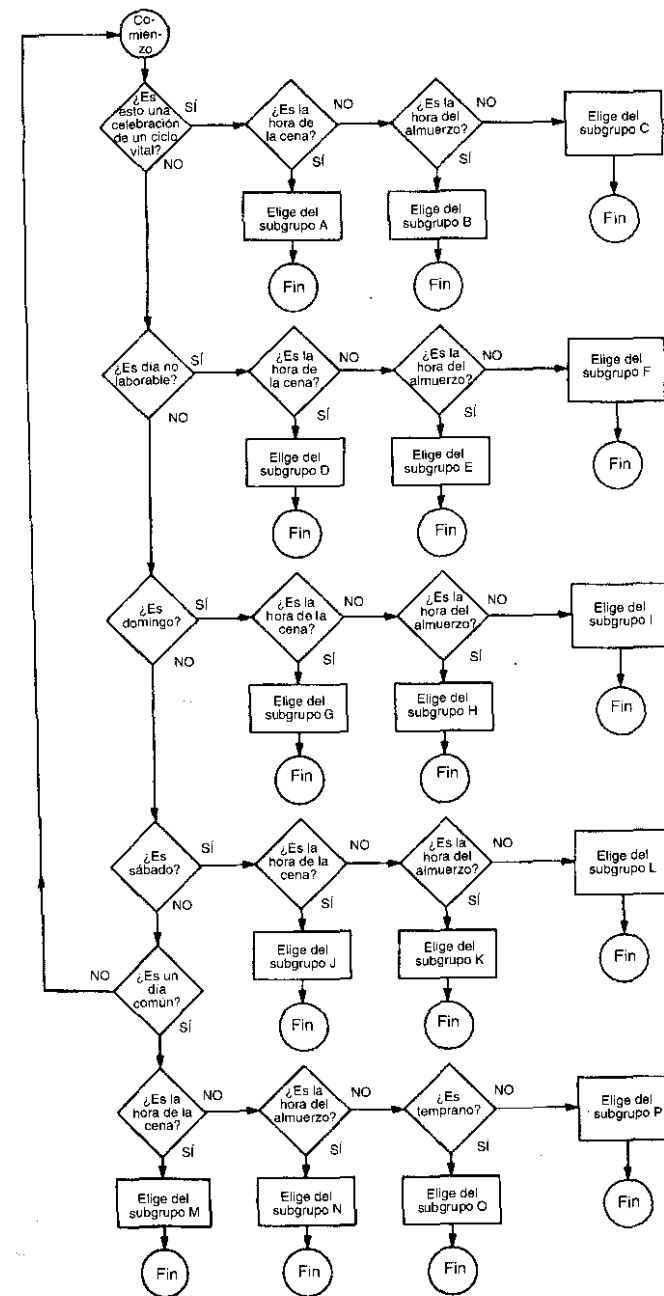 Co-
mien-
zo
¿Es
esto una
celebración
de un ciclo
vital?
SÍ
NO
¿Es la
hora de
la cena?
NO
SÍ
¿Es la
hora del
almuerzo?
NO
SÍ
Elige del
subgrupo C
Elige del
subgrupo A
Elige del
subgrupo B
Fin
Fin
Fin
¿Es día no
laborable?
SÍ
NO
¿Es la
hora de
la cena?
NO
SÍ
¿Es la
hora del
almuerzo?
NO
SÍ
Elige del
subgrupo F
Elige del
subgrupo D
Elige del
subgrupo E
Fin
Fin
Fin
¿Es
domingo?
SÍ
NO
¿Es la
hora de la
cena?
NO
SÍ
¿Es la
hora del
almuerzo?
NO
SÍ
Elige del
subgrupo I
Elige del
subgrupo G
Elige del
subgrupo H
Fin
Fin
Fin
¿Es
sábado?
SÍ
NO
¿Es la
hora de la
cena?
NO
SÍ
¿Es la
hora del
almuerzo?
NO
SÍ
Elige del
subgrupo L
Elige del
subgrupo J
Elige del
subgrupo K
Fin
Fin
Fin
NO
¿Es un
día
común?
SÍ
¿Es la
hora de la
cena?
NO
SÍ
¿Es la
hora del
almuerzo?
NO
SÍ
¿Es
temprano?
NO
SÍ
Elige del
subgrupo P
Elige del
subgrupo M
Elige del
subgrupo N
Elige del
subgrupo O
Fin
Fin
Fin
Fin